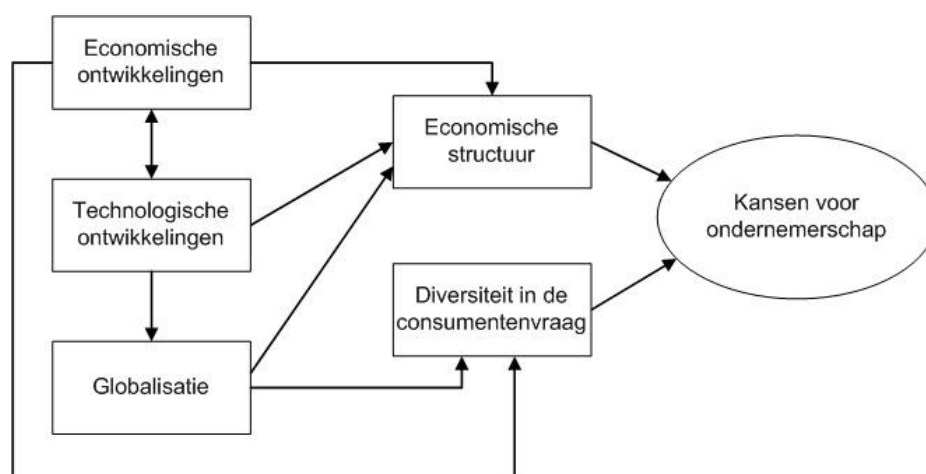 Economische
ontwikkelingen
Economische
structuur
Technologische
ontwikkelingen
Kansen voor
ondernemerschap
Diversiteit in de
consumentenvraag
Globalisatie